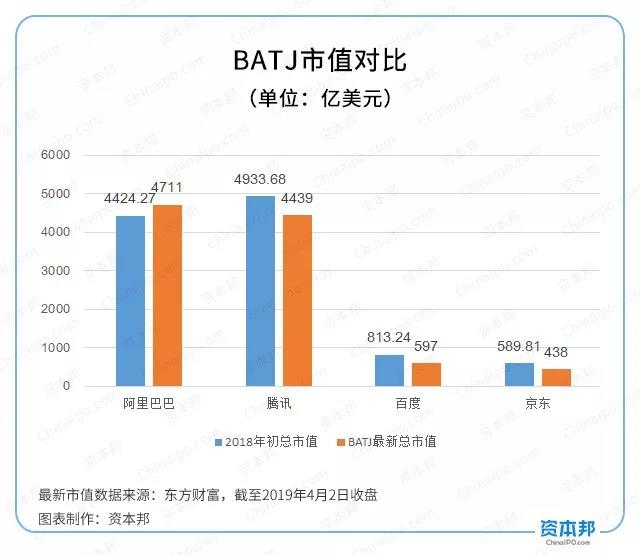 BATJ市值对比
（单位：亿美元）
6000
5000
4000
3000
2000
1000
0
4424.27
4711
4933.68
4439
813.24
597
589.81
438
阿里巴巴
腾讯
百度
京东
2018年初总市值
BATJ最新总市值
最新市值数据来源：东方财富，截至2019年4月2日收盘
图表制作：资本邦
资本邦
ChinaIPO.com